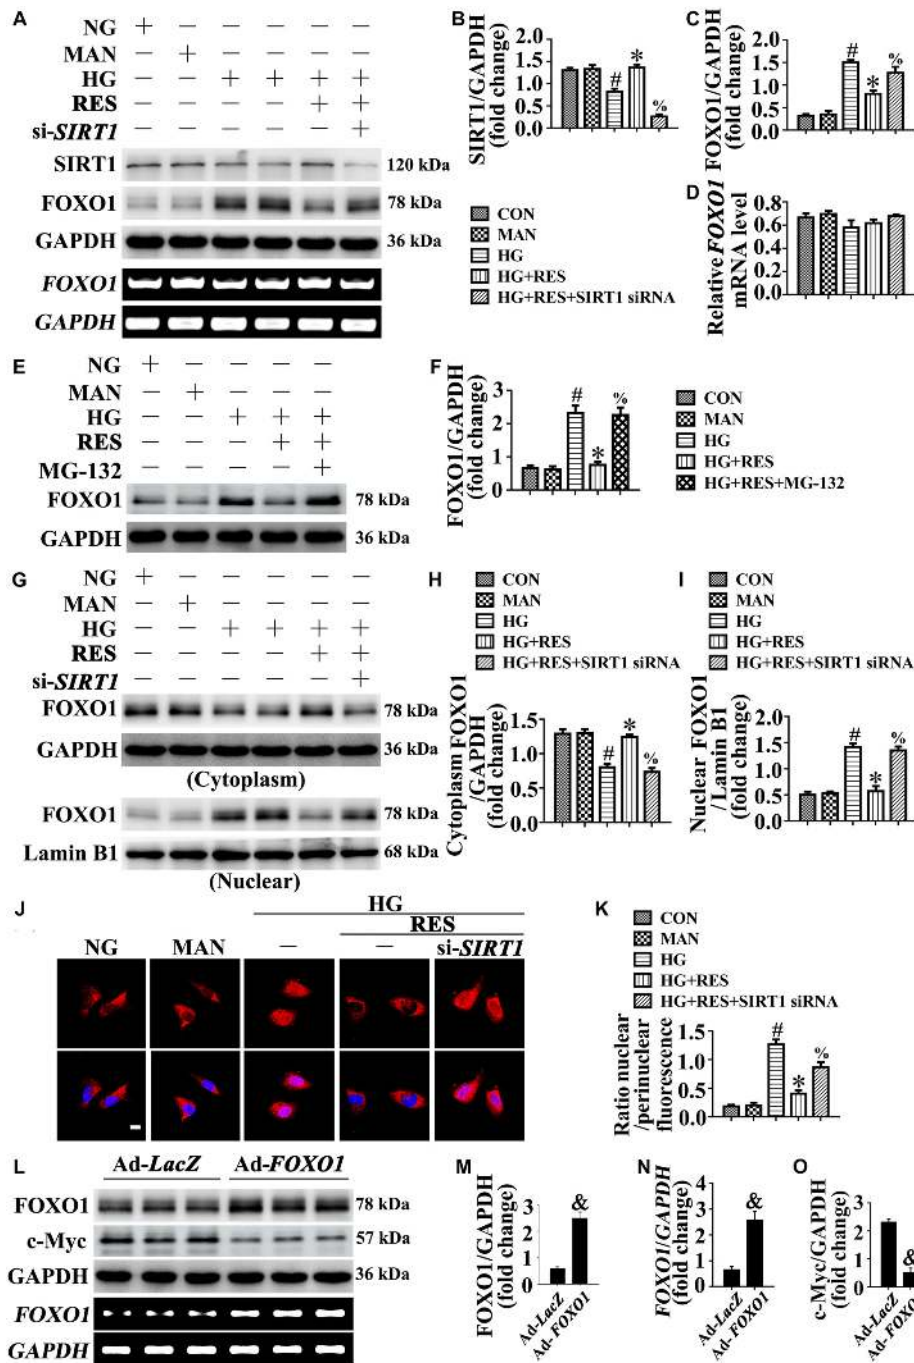 A
NG + — — — — —
MAN — + — — — —
HG — — + + + +
RES — — — — + +
si-SIRT1 — — — — — +
SIRT1 120 kDa
FOXO1 78 kDa
GAPDH 36 kDa
FOXO1
GAPDH
B
SIRT1/GAPDH
(fold change)
2.0
1.5
1.0
0.5
0.0
# * %
C
FOXO1/GAPDH
(fold change)
2.0
1.5
1.0
0.5
0.0
# * %
CON
MAN
HG
HG+RES
HG+RES+SIRT1 siRNA
D
Relative FOXO1
mRNA level
0.8
0.6
0.4
0.2
0.0
E
NG + — — — —
MAN — + — — —
HG — — + + +
RES — — — + +
MG-132 — — — — +
FOXO1 78 kDa
GAPDH 36 kDa
F
FOXO1/GAPDH
(fold change)
3
2
1
0
# * %
CON
MAN
HG
HG+RES
HG+RES+MG-132
G
NG + — — — — —
MAN — + — — — —
HG — — + + + +
RES — — — — + +
si-SIRT1 — — — — — +
FOXO1 78 kDa
GAPDH 36 kDa
(Cytoplasm)
FOXO1 78 kDa
Lamin B1 68 kDa
(Nuclear)
H
CON
MAN
HG
HG+RES
HG+RES+SIRT1 siRNA
Cytoplasm FOXO1
/GAPDH
(fold change)
1.5
1.0
0.5
0.0
# * %
I
CON
MAN
HG
HG+RES
HG+RES+SIRT1 siRNA
Nuclear FOXO1
/ Lamin B1
(fold change)
2.0
1.5
1.0
0.5
0.0
# * %
J
HG
RES
NG MAN — — si-SIRT1
K
CON
MAN
HG
HG+RES
HG+RES+SIRT1 siRNA
Ratio nuclear
/perinuclear
fluorescence
1.5
1.0
0.5
0.0
# * %
L
Ad-LacZ Ad-FOXO1
FOXO1 78 kDa
c-Myc 57 kDa
GAPDH 36 kDa
FOXO1
GAPDH
M
FOXO1/GAPDH
(fold change)
3
2
1
0
&
Ad-LacZ
Ad-FOXO1
N
FOXO1/GAPDH
(fold change)
4
2
0
&
Ad-LacZ
Ad-FOXO1
O
c-Myc/GAPDH
(fold change)
3
2
1
0
&
Ad-LacZ
Ad-FOXO